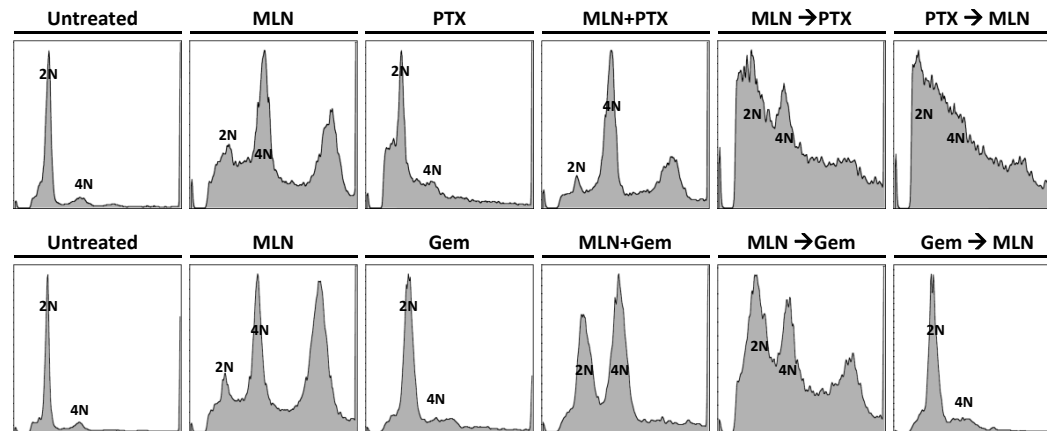 Untreated MLN PTX MLN+PTX MLN →PTX PTX → MLN
2N 4N 2N 4N 2N 4N 2N 4N 2N 4N 2N 4N
Untreated MLN Gem MLN+Gem MLN →Gem Gem → MLN
2N 4N 2N 4N 2N 4N 2N 4N 2N 4N 2N 4N